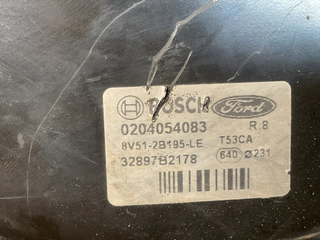 BOSCH Ford
0204054083 R 8
8V51-2B195-LE T53CA
32897B2178 640 Ø231